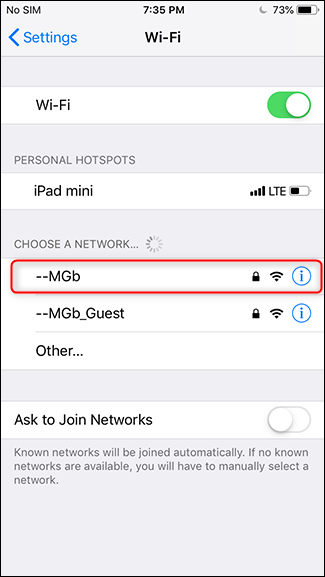 No SIM 7:35 PM 73%
Settings Wi-Fi
Wi-Fi
PERSONAL HOTSPOTS
iPad mini LTE
CHOOSE A NETWORK...
--MGb
--MGb_Guest
Other...
Ask to Join Networks
Known networks will be joined automatically. If no known
networks are available, you will have to manually select a
network.